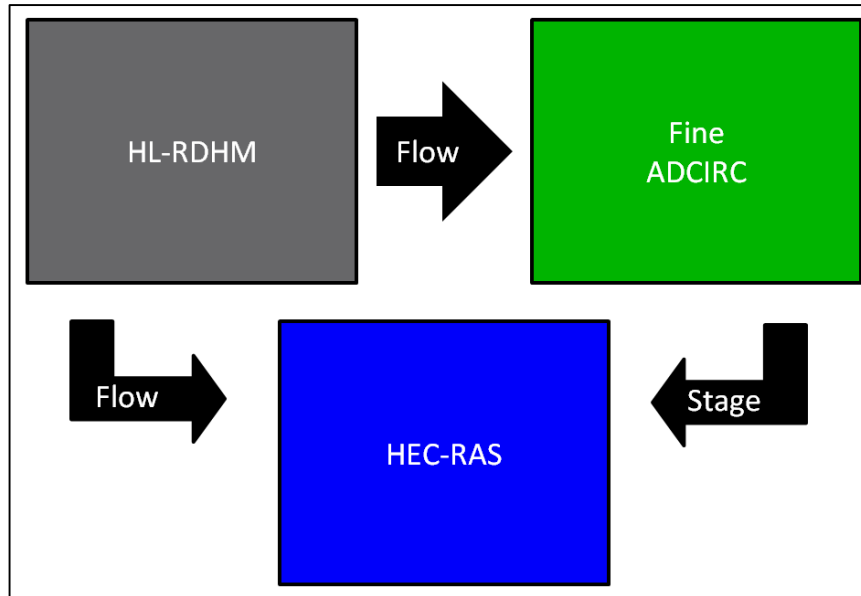 HL-RDHM
Flow
Fine
ADCIRC
Flow
HEC-RAS
Stage